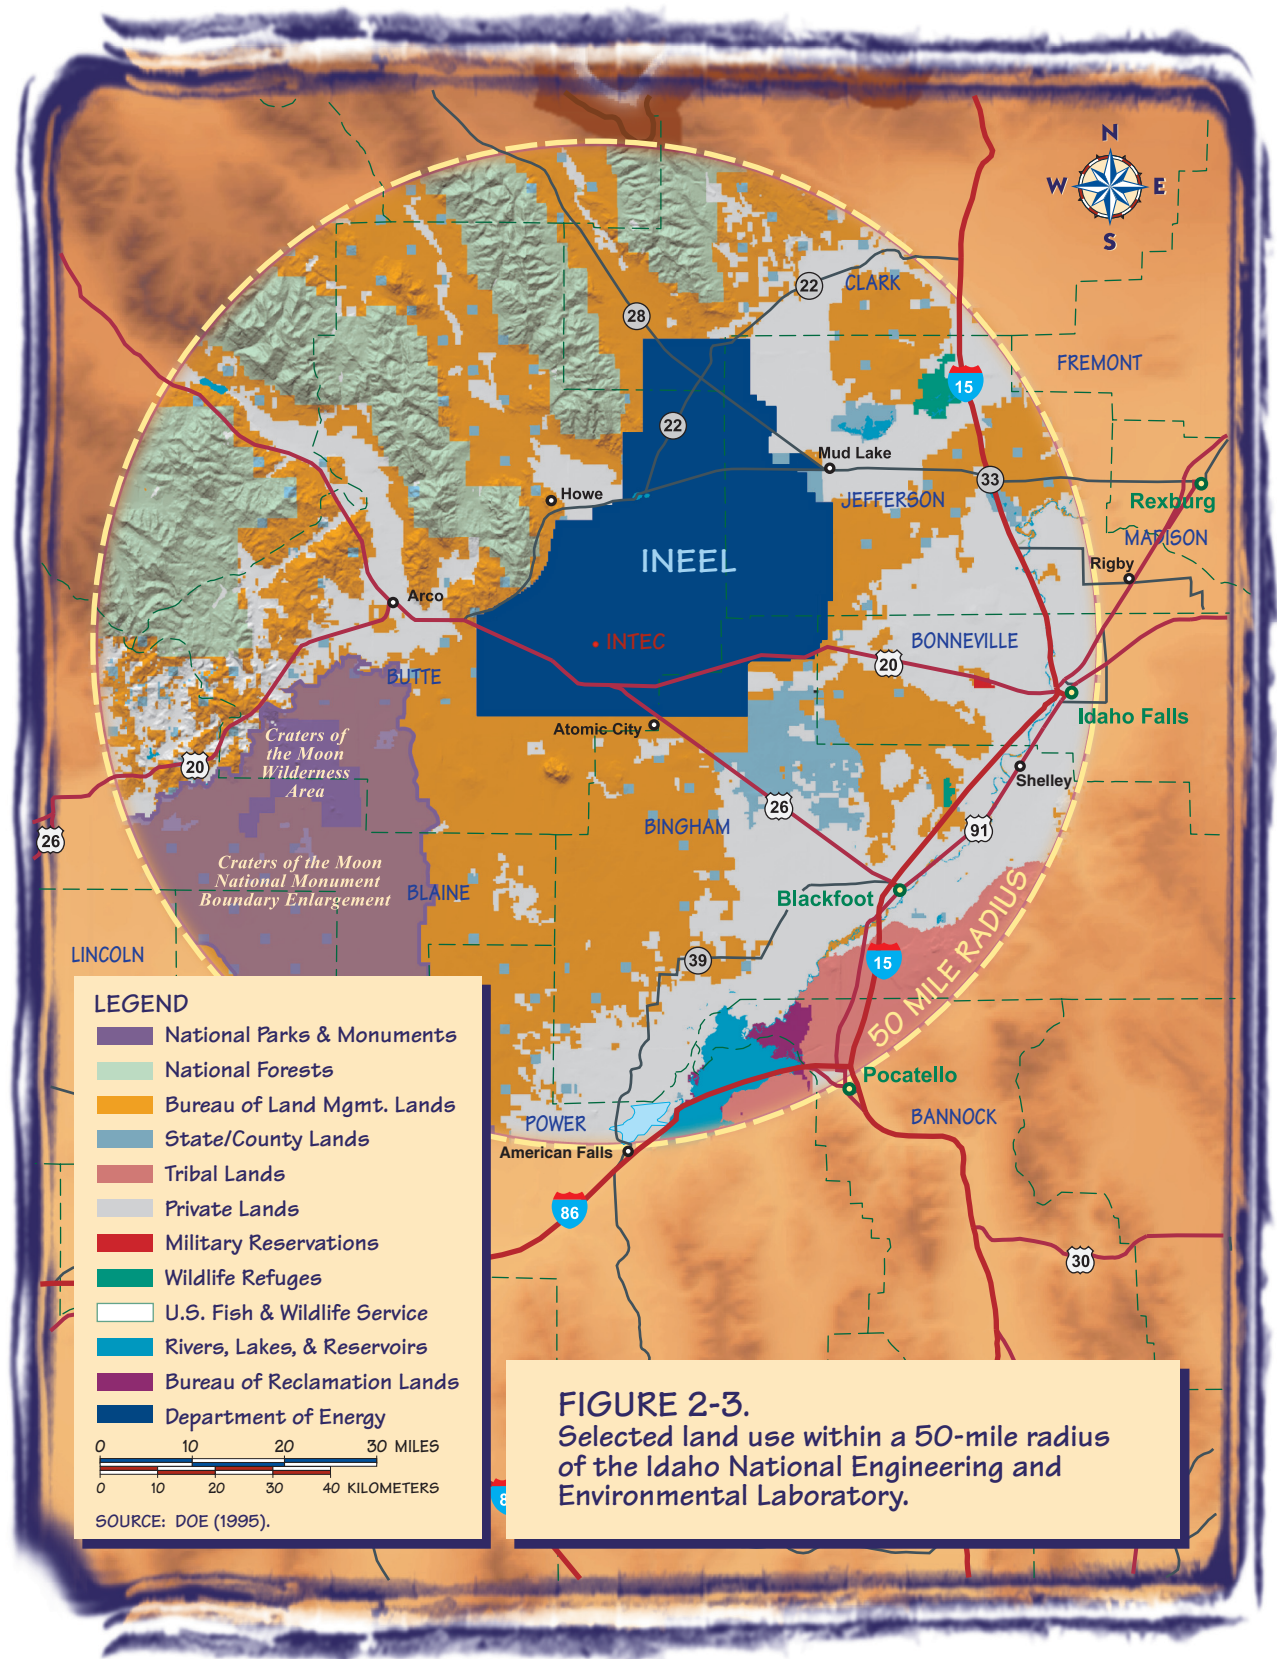 N
W E
S
22
CLARK
28
FREMONT
15
22
Mud Lake
33
Howe
JEFFERSON
Rexburg
MADISON
INEEL
Rigby
Arco
INTEC
BONNEVILLE
20
BUTTE
Idaho Falls
Atomic City
Craters of
the Moon
Wilderness
Area
20
Shelley
26
26
BINGHAM
91
Craters of the Moon
National Monument
Boundary Enlargement
BLAINE
Blackfoot
50 MILE RADIUS
LINCOLN
39
15
Pocatello
POWER
BANNOCK
American Falls
86
30
LEGEND
National Parks & Monuments
National Forests
Bureau of Land Mgmt. Lands
State/County Lands
Tribal Lands
Private Lands
Military Reservations
Wildlife Refuges
U.S. Fish & Wildlife Service
Rivers, Lakes, & Reservoirs
Bureau of Reclamation Lands
Department of Energy
0 10 20 30 MILES
0 10 20 30 40 KILOMETERS
SOURCE: DOE (1995).
FIGURE 2-3.
Selected land use within a 50-mile radius
of the Idaho National Engineering and
Environmental Laboratory.